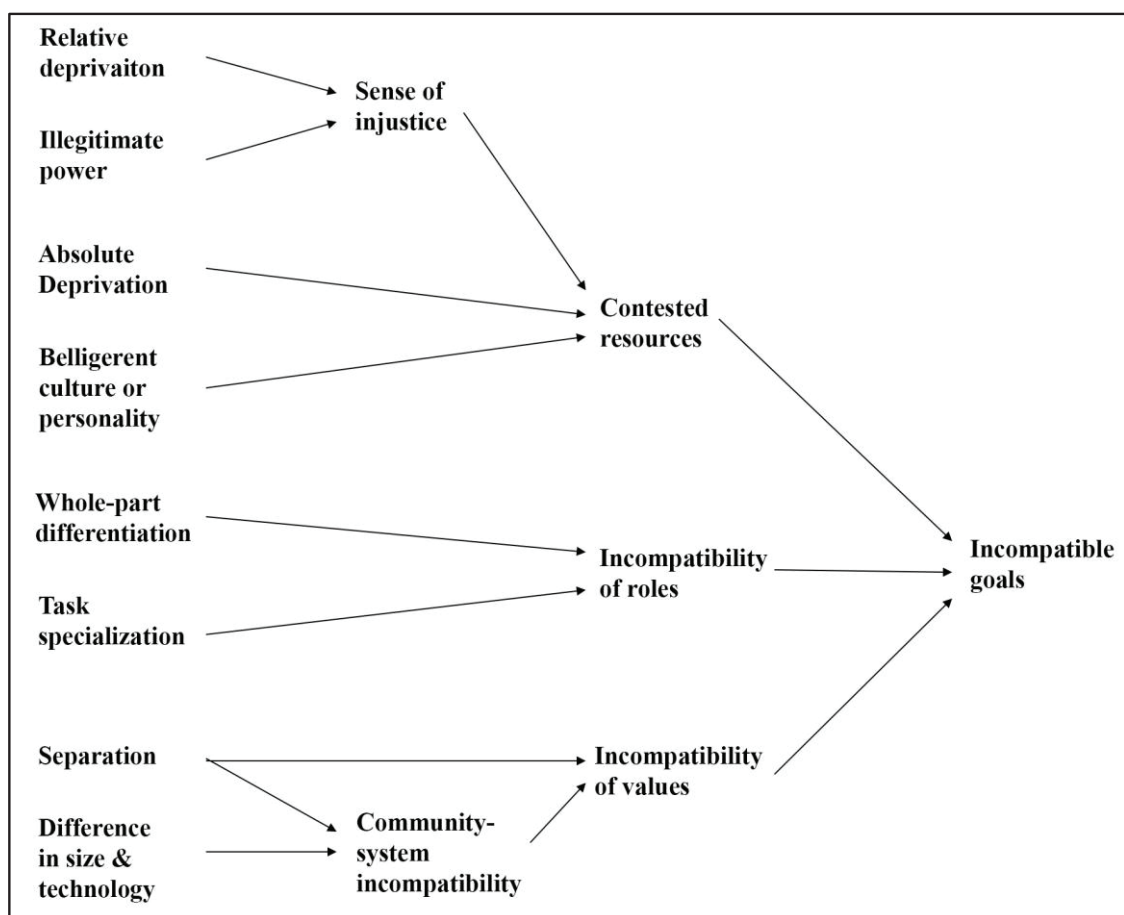 Relative
deprivaiton
Sense of
injustice
Illegitimate
power
Absolute
Deprivation
Contested
resources
Belligerent
culture or
personality
Whole-part
differentiation
Incompatibility
of roles
Incompatible
goals
Task
specialization
Separation
Incompatibility
of values
Difference
in size &
technology
Community-
system
incompatibility